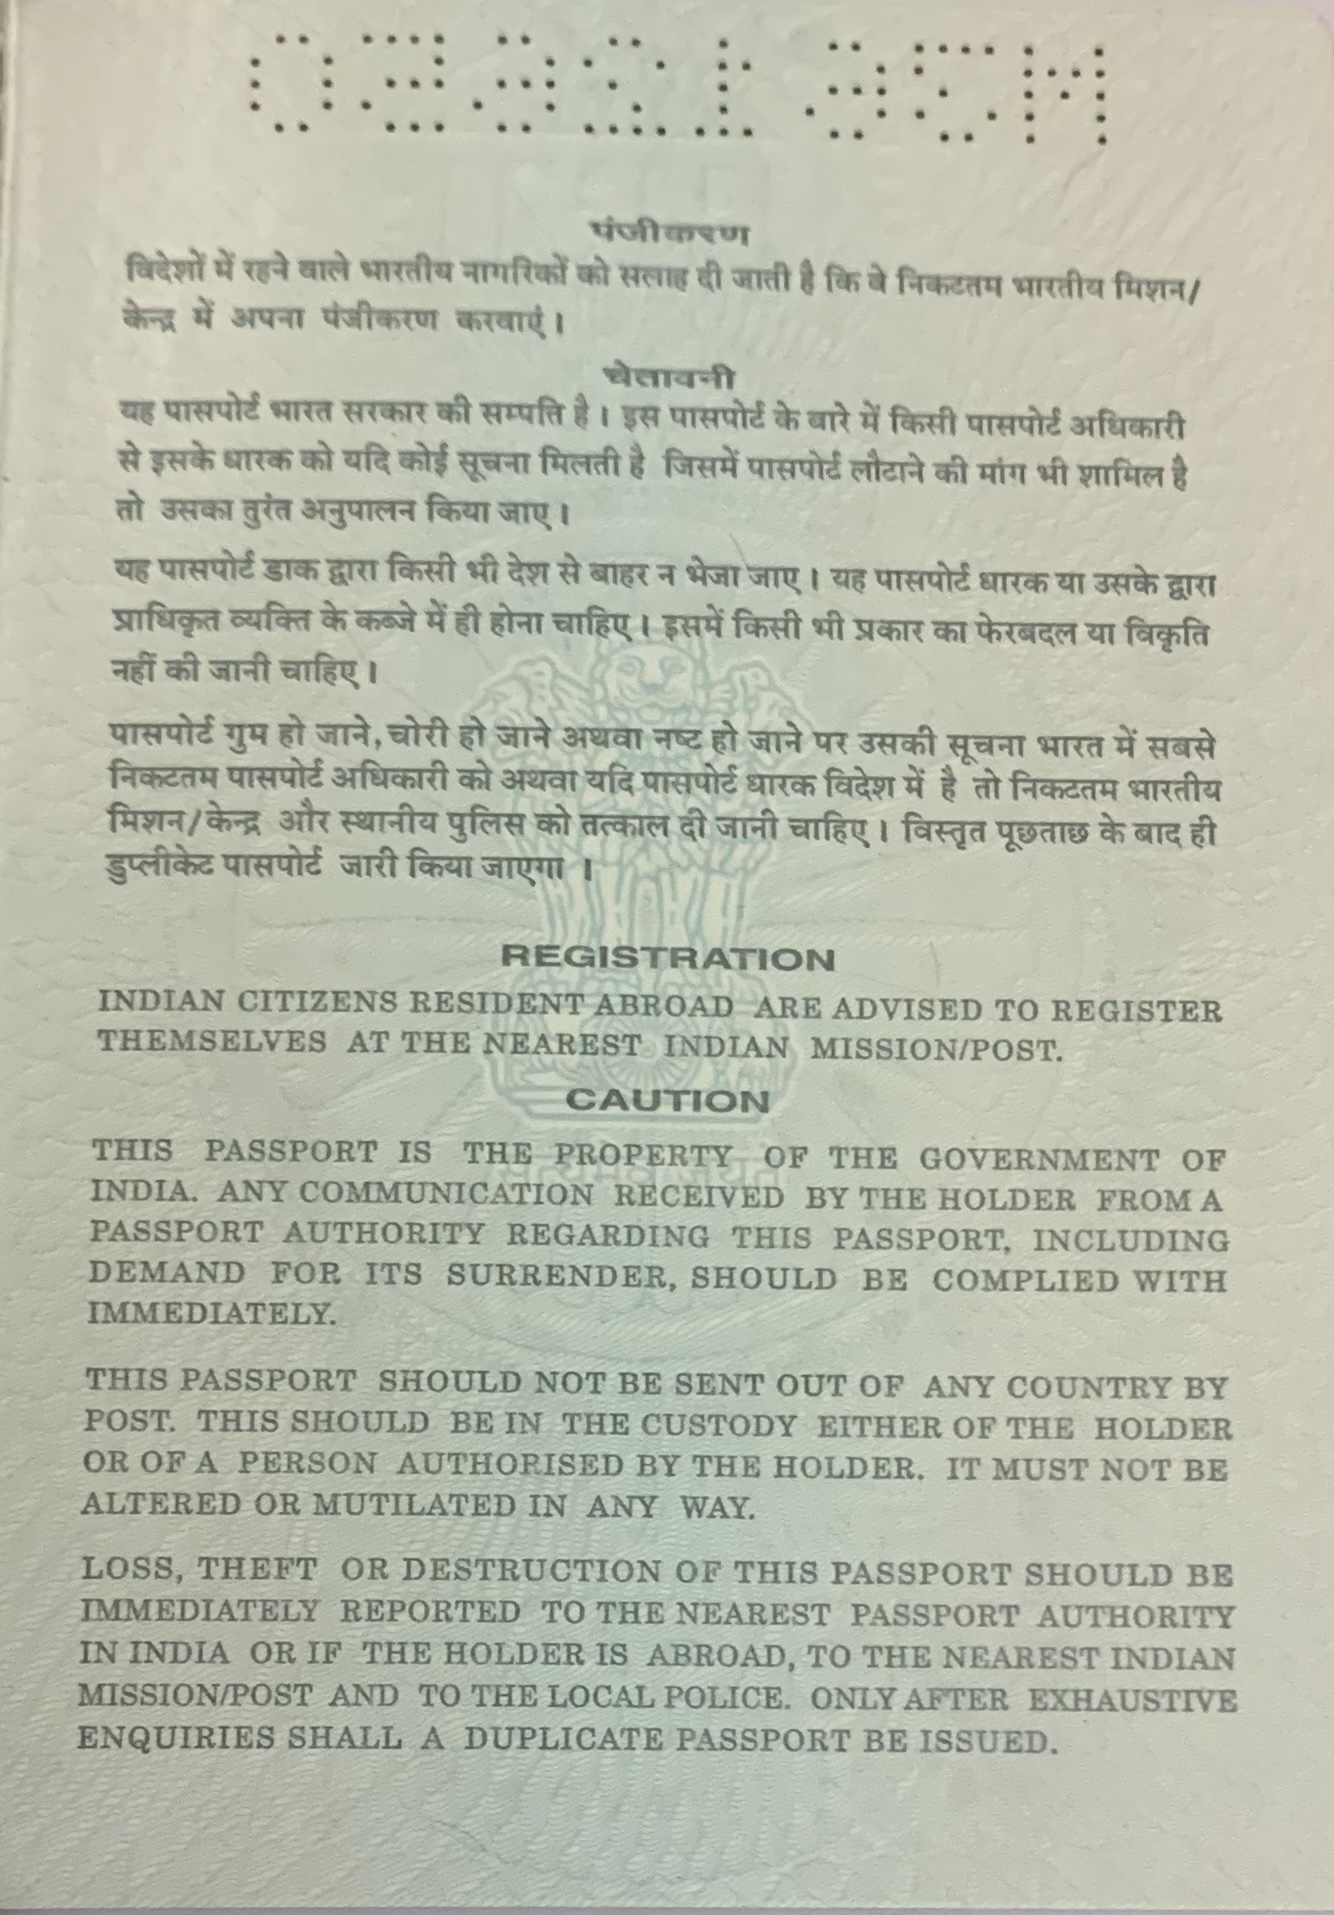 पंजीकरण
विदेशों में रहने वाले भारतीय नागरिकों को सलाह दी जाती है कि वे निकटतम भारतीय मिशन/
केन्द्र में अपना पंजीकरण करवाएं।
चेतावनी
यह पासपोर्ट भारत सरकार की सम्पति है। इस पासपोर्ट के बारे में किसी पासपोर्ट अधिकारी
से इसके धारक को यदि कोई सूचना मिलती है जिसमें पासपोर्ट लौटाने की मांग भी शामिल है
तो उसका तुरंत अनुपालन किया जाए।
यह पासपोर्ट डाक द्वारा किसी भी देश से बाहर न भेजा जाए। यह पासपोर्ट धारक या उसके द्वारा
प्राधिकृत व्यक्ति के कब्जे में ही होना चाहिए। इसमें किसी भी प्रकार का फेरबदल या विकृति
नहीं की जानी चाहिए।
पासपोर्ट गुम हो जाने, चोरी हो जाने अथवा नष्ट हो जाने पर उसकी सूचना भारत में सबसे
निकटतम पासपोर्ट अधिकारी को अथवा यदि पासपोर्ट धारक विदेश में है तो निकटतम भारतीय
मिशन/केन्द्र और स्थानीय पुलिस को तत्काल दी जानी चाहिए। विस्तृत पूछताछ के बाद ही
डुप्लीकेट पासपोर्ट जारी किया जाएगा ।
REGISTRATION
INDIAN CITIZENS RESIDENT ABROAD ARE ADVISED TO REGISTER
THEMSELVES AT THE NEAREST INDIAN MISSION/POST.
CAUTION
THIS PASSPORT IS THE PROPERTY OF THE GOVERNMENT OF
INDIA. ANY COMMUNICATION RECEIVED BY THE HOLDER FROM A
PASSPORT AUTHORITY REGARDING THIS PASSPORT, INCLUDING
DEMAND FOR ITS SURRENDER, SHOULD BE COMPLIED WITH
IMMEDIATELY.
THIS PASSPORT SHOULD NOT BE SENT OUT OF ANY COUNTRY BY
POST. THIS SHOULD BE IN THE CUSTODY EITHER OF THE HOLDER
OR OF A PERSON AUTHORISED BY THE HOLDER. IT MUST NOT BE
ALTERED OR MUTILATED IN ANY WAY.
LOSS, THEFT OR DESTRUCTION OF THIS PASSPORT SHOULD BE
IMMEDIATELY REPORTED TO THE NEAREST PASSPORT AUTHORITY
IN INDIA OR IF THE HOLDER IS ABROAD, TO THE NEAREST INDIAN
MISSION/POST AND TO THE LOCAL POLICE. ONLY AFTER EXHAUSTIVE
ENQUIRIES SHALL A DUPLICATE PASSPORT BE ISSUED.